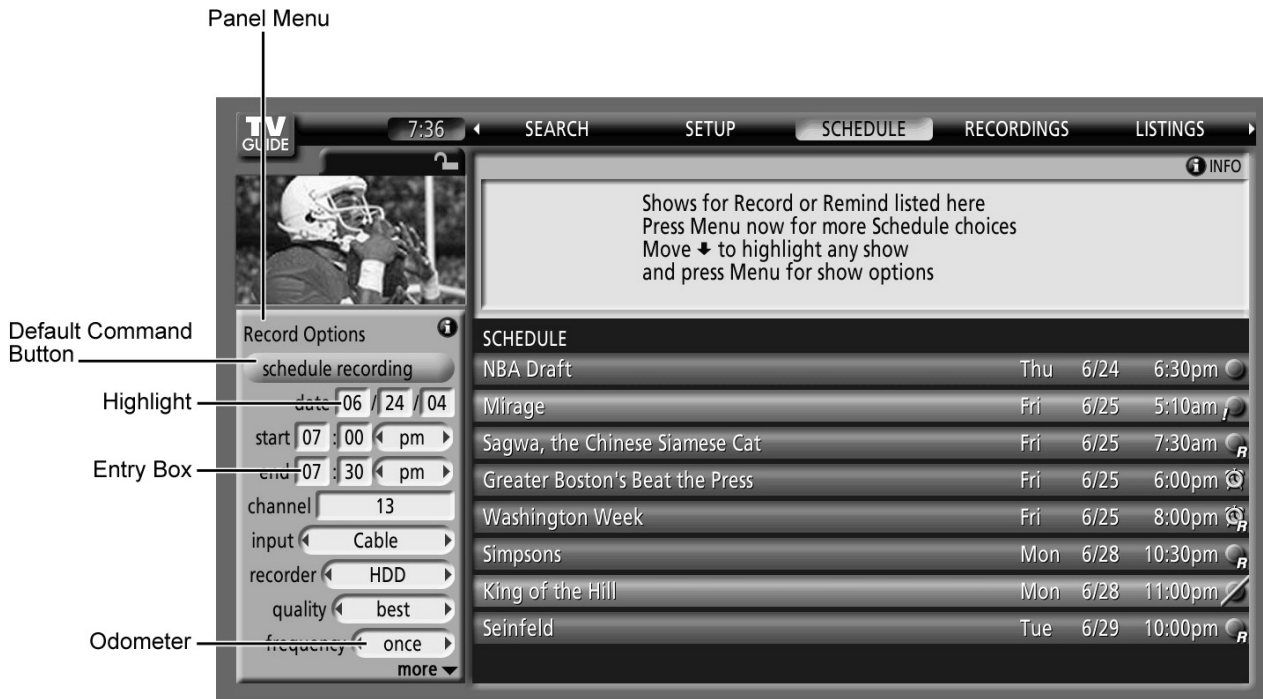 Panel Menu
TV GUIDE
7:36
SEARCH SETUP SCHEDULE RECORDINGS LISTINGS
i INFO
Shows for Record or Remind listed here
Press Menu now for more Schedule choices
Move ↓ to highlight any show
and press Menu for show options
Default Command
Button
Highlight
Entry Box
Odometer
Record Options i
schedule recording
date 06 / 24 / 04
start 07 : 00 pm
end 07 : 30 pm
channel 13
input Cable
recorder HDD
quality best
frequency once
more
SCHEDULE
NBA Draft Thu 6/24 6:30pm
Mirage Fri 6/25 5:10am !
Sagwa, the Chinese Siamese Cat Fri 6/25 7:30am R
Greater Boston's Beat the Press Fri 6/25 6:00pm
Washington Week Fri 6/25 8:00pm R
Simpsons Mon 6/28 10:30pm R
King of the Hill Mon 6/28 11:00pm
Seinfeld Tue 6/29 10:00pm R